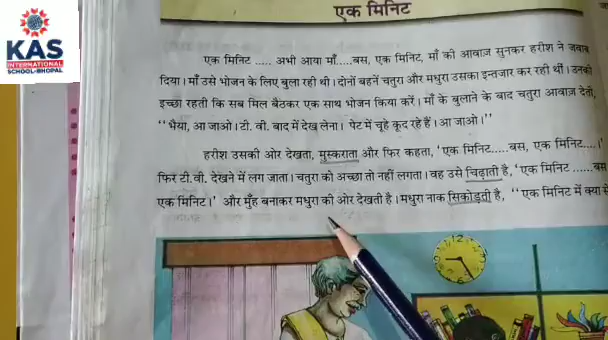 KAS
INTERNATIONAL
SCHOOL-BHOPAL
एक मिनिट
एक मिनिट ..... अभी आया माँ.....बस, एक मिनिट, माँ की आवाज़ सुनकर हरीश ने जवाब
दिया। माँ उसे भोजन के लिए बुला रही थी। दोनों बहनें चतुरा और मधुरा उसका इन्तजार कर रही थीं। उनकी
इच्छा रहती कि सब मिल बैठकर एक साथ भोजन किया करें। माँ के बुलाने के बाद चतुरा आवाज़ देती,
‘‘भैया, आ जाओ। टी. वी. बाद में देख लेना। पेट में चूहे कूद रहे हैं। आ जाओ।’’
हरीश उसकी ओर देखता, मुस्कराता और फिर कहता, ‘एक मिनिट.....बस, एक मिनिट.....।’
फिर टी.वी. देखने में लग जाता। चतुरा को अच्छा तो नहीं लगता। वह उसे चिढ़ाती है, ‘एक मिनिट ......बस
एक मिनिट।’ और मुँह बनाकर मधुरा की ओर देखती है। मधुरा नाक सिकोड़ती है, ‘‘एक मिनिट में क्या